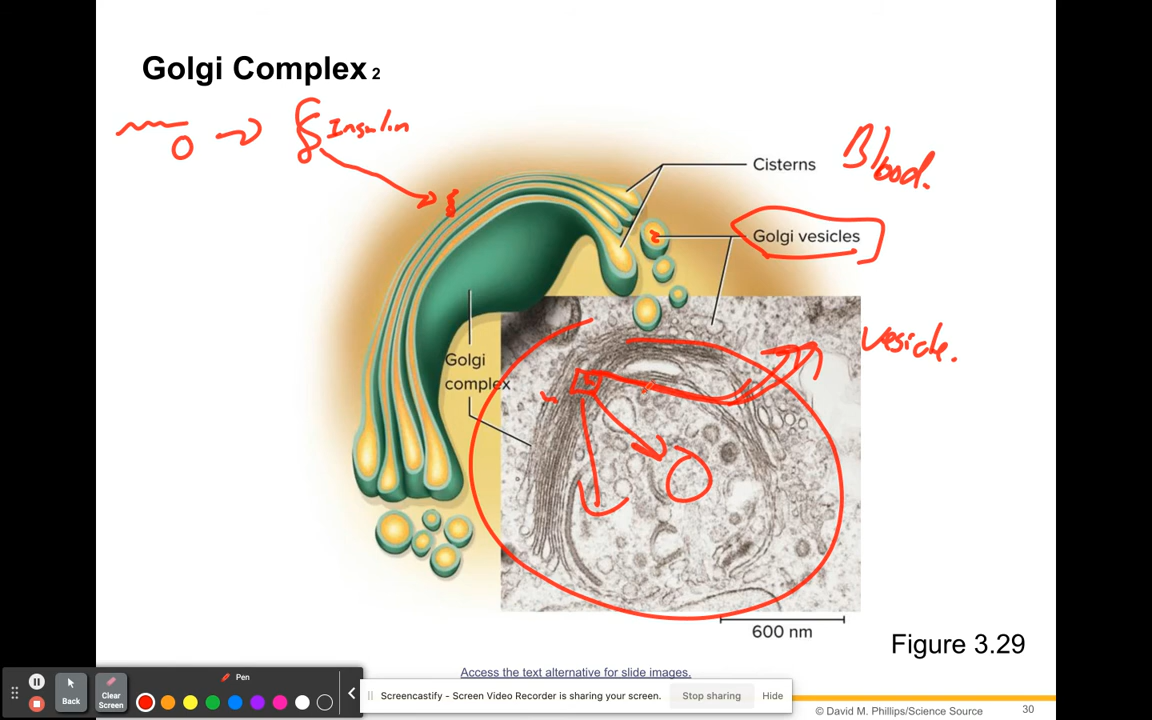 Golgi Complex 2
Insulin
Blood.
Cisterns
Golgi vesicles
Vesicle.
Golgi
complex
600 nm
Figure 3.29
Access the text alternative for slide images.
Pen
Back
Clear
Screen
Screencastify - Screen Video Recorder is sharing your screen.
Stop sharing
Hide
© David M. Phillips/Science Source
30